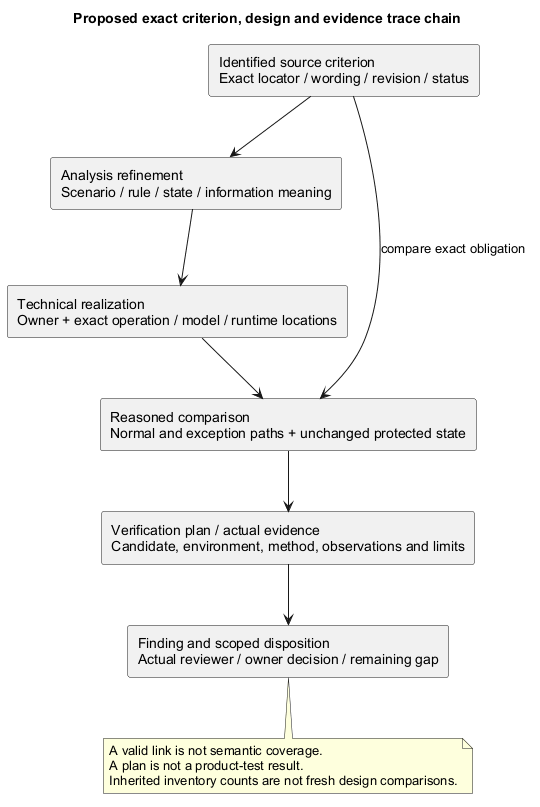 Proposed exact criterion, design and evidence trace chain
Identified source criterion
Exact locator / wording / revision / status
Analysis refinement
Scenario / rule / state / information meaning
compare exact obligation
Technical realization
Owner + exact operation / model / runtime locations
Reasoned comparison
Normal and exception paths + unchanged protected state
Verification plan / actual evidence
Candidate, environment, method, observations and limits
Finding and scoped disposition
Actual reviewer / owner decision / remaining gap
A valid link is not semantic coverage.
A plan is not a product-test result.
Inherited inventory counts are not fresh design comparisons.